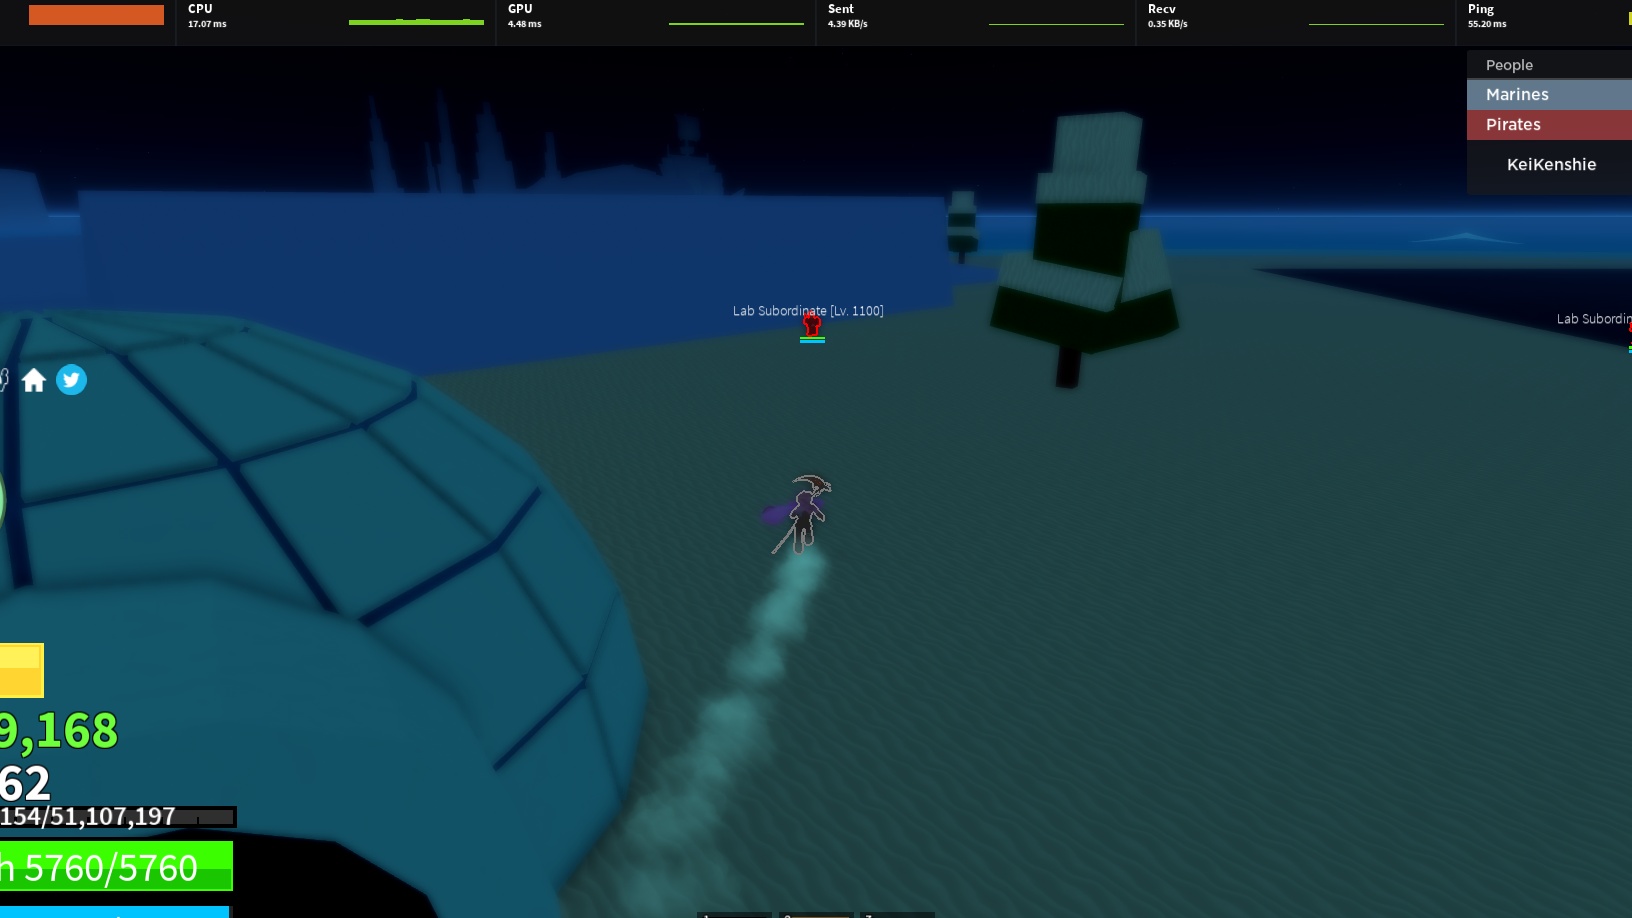 CPU
17.07 ms
GPU
4.48 ms
Sent
4.39 KB/s
Recv
0.35 KB/s
Ping
55.20 ms
People
Marines
Pirates
KeiKenshie
Lab Subordinate [Lv. 1100]
Lab Subordin
9,168
62
154/51,107,197
h 5760/5760